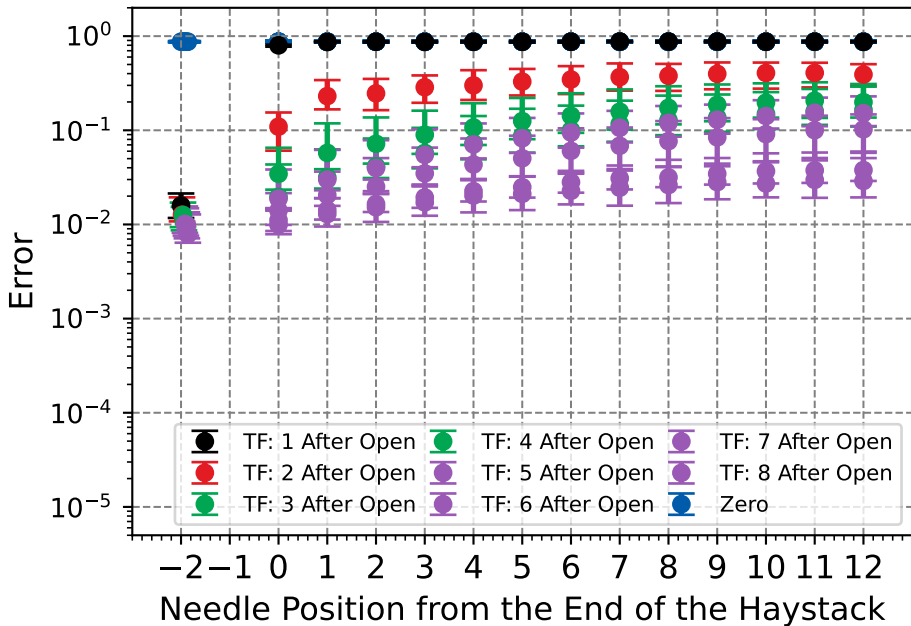 Error
10⁰
10⁻¹
10⁻²
10⁻³
10⁻⁴
10⁻⁵
TF: 1 After Open TF: 4 After Open TF: 7 After Open
TF: 2 After Open TF: 5 After Open TF: 8 After Open
TF: 3 After Open TF: 6 After Open Zero
−2 −1 0 1 2 3 4 5 6 7 8 9 10 11 12
Needle Position from the End of the Haystack